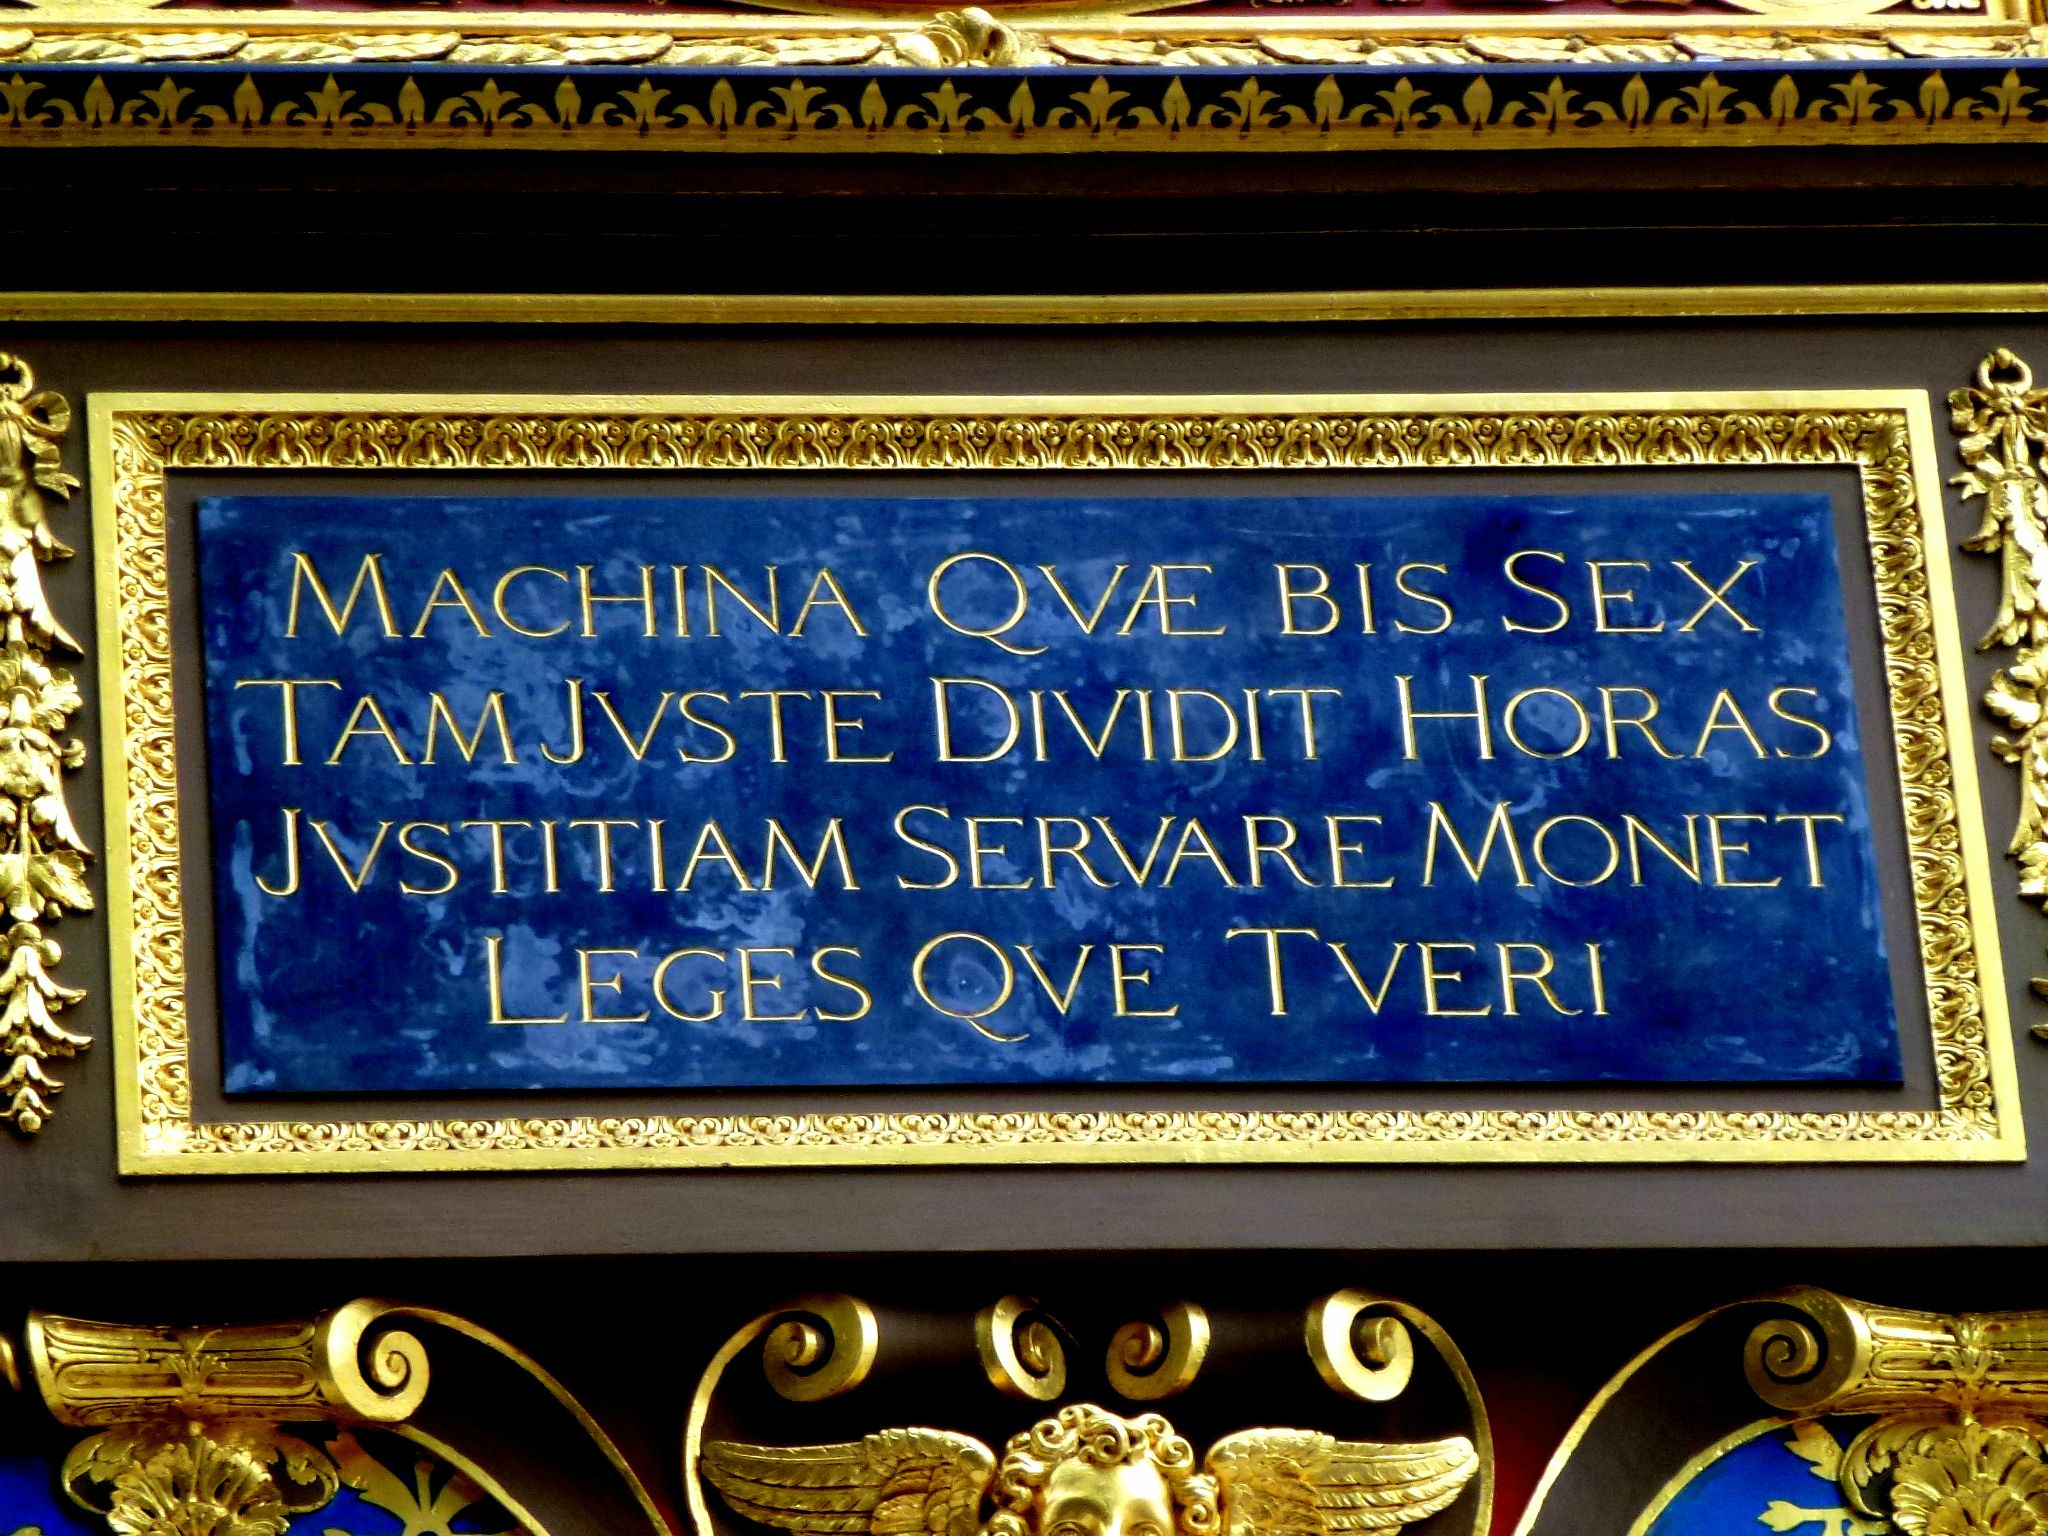 MACHINA QVÆ BIS SEX
TAM JVSTE DIVIDIT HORAS
JVSTITIAM SERVARE MONET
LEGES QVE TVERI